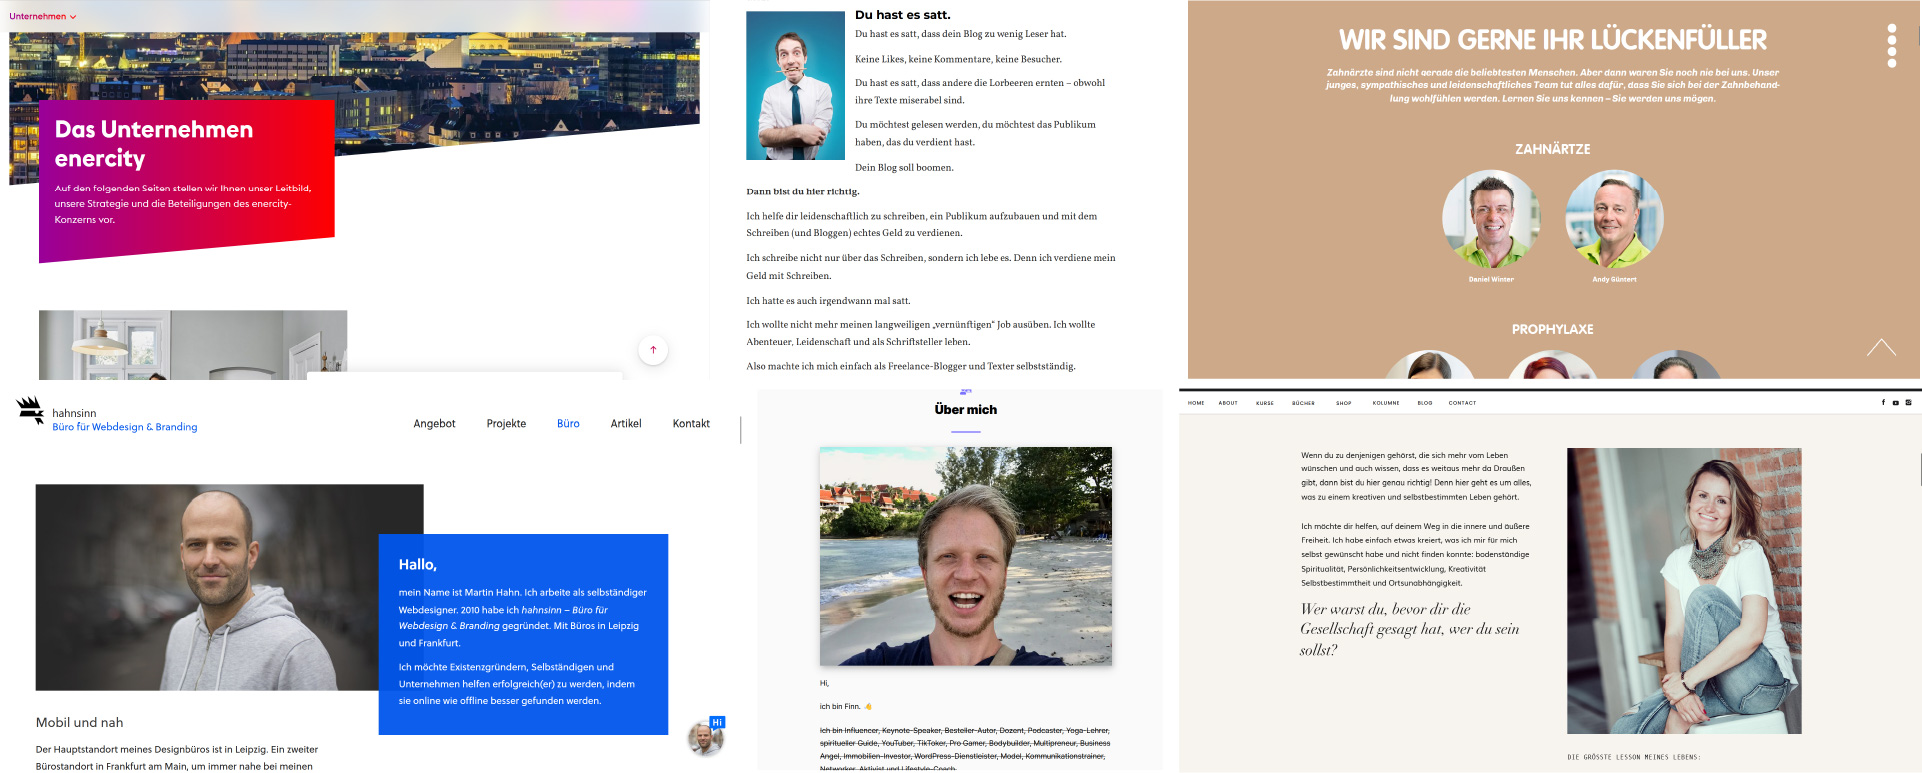 Unternehmen
Das Unternehmen
enercity
Auf den folgenden Seiten stellen wir Ihnen unser Leitbild,
unsere Strategie und die Beteiligungen des enercity-
Konzerns vor.
Du hast es satt.
Du hast es satt, dass dein Blog zu wenig Leser hat.
Keine Likes, keine Kommentare, keine Besucher.
Du hast es satt, dass andere die Lorbeeren ernten – obwohl
ihre Texte miserabel sind.
Du möchtest gelesen werden, du möchtest das Publikum
haben, das du verdient hast.
Dein Blog soll boomen.
Dann bist du hier richtig.
Ich helfe dir leidenschaftlich zu schreiben, ein Publikum aufzubauen und mit dem
Schreiben (und Bloggen) echtes Geld zu verdienen.
Ich schreibe nicht nur über das Schreiben, sondern ich lebe es. Denn ich verdiene mein
Geld mit Schreiben.
Ich hatte es auch irgendwann mal satt.
Ich wollte nicht mehr meinen langweiligen „vernünftigen“ Job ausüben. Ich wollte
Abenteuer, Leidenschaft und als Schriftsteller leben.
Also machte ich mich einfach als Freelance-Blogger und Texter selbstständig.
WIR SIND GERNE IHR LÜCKENFÜLLER
Zahnärzte sind nicht gerade die beliebtesten Menschen. Aber dann waren Sie noch nie bei uns. Unser
junges, sympathisches und leidenschaftliches Team tut alles dafür, dass Sie sich bei der Zahnbehand-
lung wohlfühlen werden. Lernen Sie uns kennen – Sie werden uns mögen.
ZAHNÄRTZE
Daniel Winter
Andy Güntert
PROPHYLAXE
hahnsinn
Büro für Webdesign & Branding
Angebot Projekte Büro Artikel Kontakt
Hallo,
mein Name ist Martin Hahn. Ich arbeite als selbständiger
Webdesigner. 2010 habe ich hahnsinn – Büro für
Webdesign & Branding gegründet. Mit Büros in Leipzig
und Frankfurt.
Ich möchte Existenzgründern, Selbständigen und
Unternehmen helfen erfolgreich(er) zu werden, indem
sie online wie offline besser gefunden werden.
Hi
Mobil und nah
Der Hauptstandort meines Designbüros ist in Leipzig. Ein zweiter
Bürostandort in Frankfurt am Main, um immer nahe bei meinen
Über mich
Hi,
ich bin Finn.
Ich bin Influencer, Keynote-Speaker, Besteller-Autor, Dozent, Podcaster, Yoga-Lehrer,
spiritueller Guide, YouTuber, TikToker, Pro Gamer, Bodybuilder, Multipreneur, Business
Angel, Immobilien-Investor, WordPress-Dienstleister, Model, Kommunikationstrainer,
Networker, Aktivist und Lifestyle-Coach.
HOME ABOUT KURSE BÜCHER SHOP KOLUMNE BLOG CONTACT
Wenn du zu denjenigen gehörst, die sich mehr vom Leben
wünschen und auch wissen, dass es weitaus mehr da Draußen
gibt, dann bist du hier genau richtig! Denn hier geht es um alles,
was zu einem kreativen und selbstbestimmten Leben gehört.
Ich möchte dir helfen, auf deinem Weg in die innere und äußere
Freiheit. Ich habe einfach etwas kreiert, was ich mir für mich
selbst gewünscht habe und nicht finden konnte: bodenständige
Spiritualität, Persönlichkeitsentwicklung, Kreativität
Selbstbestimmtheit und Ortsunabhängigkeit.
Wer warst du, bevor dir die
Gesellschaft gesagt hat, wer du sein
sollst?
DIE GRÖSSTE LESSON MEINES LEBENS: